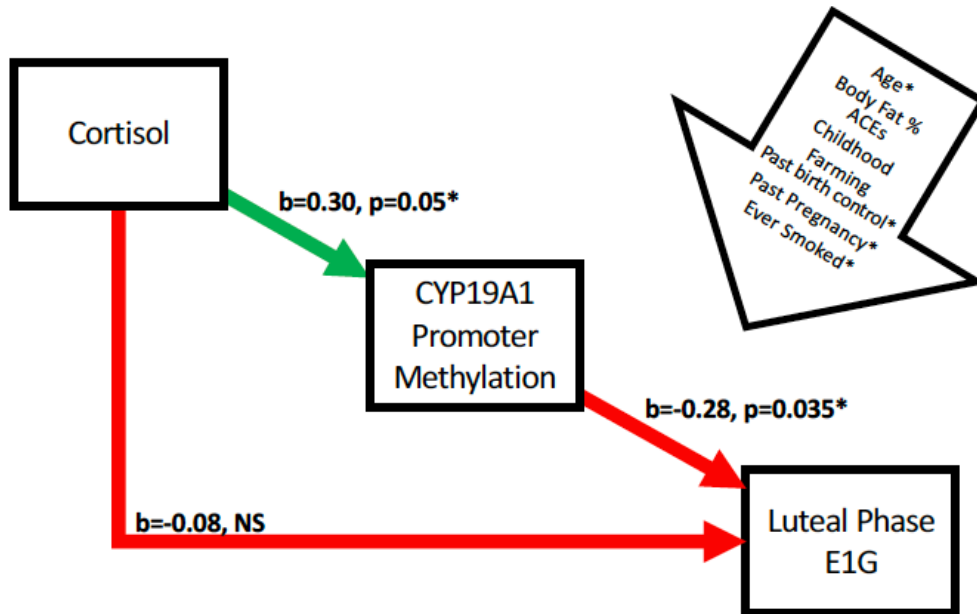 Cortisol
b=0.30, p=0.05*
CYP19A1
Promoter
Methylation
b=-0.28, p=0.035*
b=-0.08, NS
Luteal Phase
E1G
Age*
Body Fat %
ACEs
Childhood
Farming
Past birth control*
Past Pregnancy*
Ever Smoked*